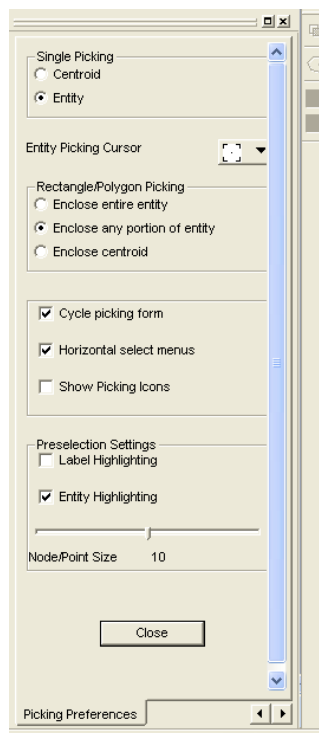 Single Picking
Centroid
Entity
Entity Picking Cursor
Rectangle/Polygon Picking
Enclose entire entity
Enclose any portion of entity
Enclose centroid
Cycle picking form
Horizontal select menus
Show Picking Icons
Preselection Settings
Label Highlighting
Entity Highlighting
Node/Point Size 10
Close
Picking Preferences